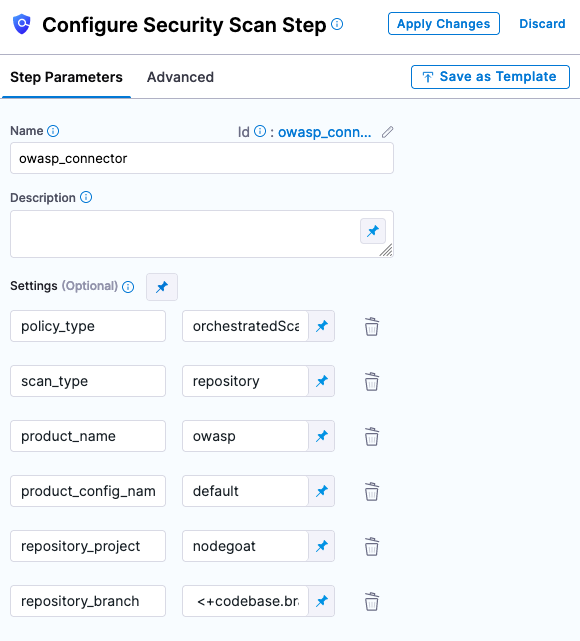 Configure Security Scan Step
Apply Changes
Discard
Step Parameters
Advanced
Save as Template
Name
Id : owasp_conn...
owasp_connector
Description
Settings (Optional)
policy_type orchestratedSca
scan_type repository
product_name owasp
product_config_nam default
repository_project nodegoat
repository_branch <+codebase.bra